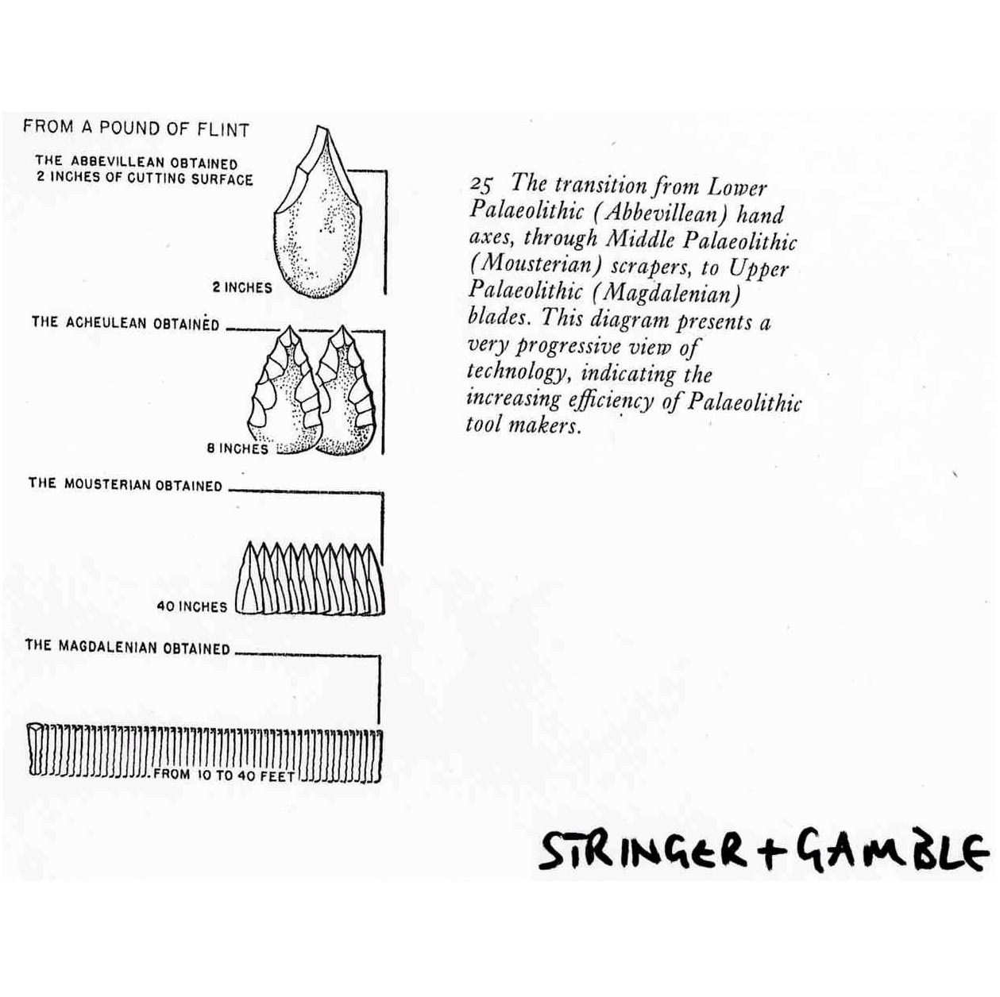 FROM A POUND OF FLINT
THE ABBEVILLEAN OBTAINED
2 INCHES OF CUTTING SURFACE
2 INCHES
THE ACHEULEAN OBTAINED
8 INCHES
THE MOUSTERIAN OBTAINED
40 INCHES
THE MAGDALENIAN OBTAINED
FROM 10 TO 40 FEET
25 The transition from Lower
Palaeolithic (Abbevillean) hand
axes, through Middle Palaeolithic
(Mousterian) scrapers, to Upper
Palaeolithic (Magdalenian)
blades. This diagram presents a
very progressive view of
technology, indicating the
increasing efficiency of Palaeolithic
tool makers.
STRINGER + GAMBLE